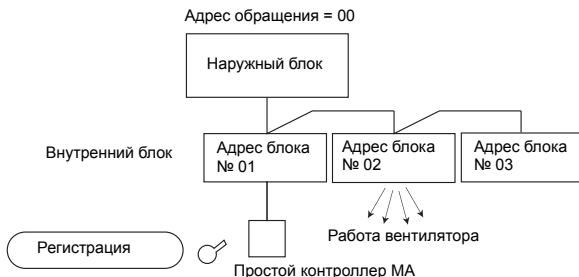 Адрес обращения = 00
Наружный блок
Внутренний блок
Адрес блока
№ 01
Адрес блока
№ 02
Адрес блока
№ 03
Работа вентилятора
Регистрация
Простой контроллер MA